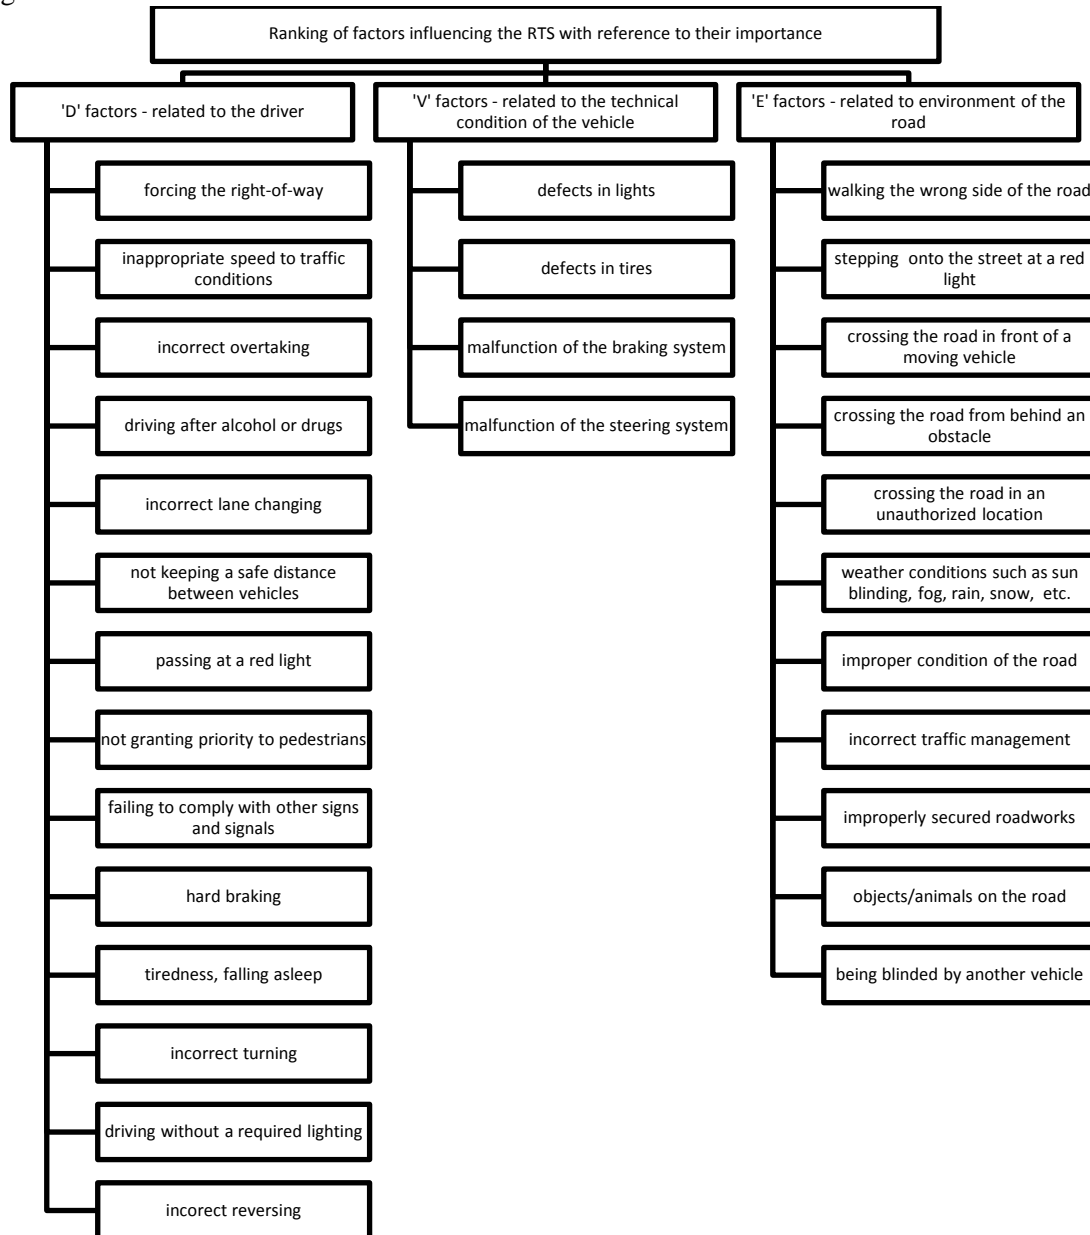 Ranking of factors influencing the RTS with reference to their importance
'D' factors - related to the driver
forcing the right-of-way
inappropriate speed to traffic
conditions
incorrect overtaking
driving after alcohol or drugs
incorrect lane changing
not keeping a safe distance
between vehicles
passing at a red light
not granting priority to pedestrians
failing to comply with other signs
and signals
hard braking
tiredness, falling asleep
incorrect turning
driving without a required lighting
incorect reversing
'V' factors - related to the technical
condition of the vehicle
defects in lights
defects in tires
malfunction of the braking system
malfunction of the steering system
'E' factors - related to environment of the
road
walking the wrong side of the road
stepping onto the street at a red
light
crossing the road in front of a
moving vehicle
crossing the road from behind an
obstacle
crossing the road in an
unauthorized location
weather conditions such as sun
blinding, fog, rain, snow, etc.
improper condition of the road
incorrect traffic management
improperly secured roadworks
objects/animals on the road
being blinded by another vehicle